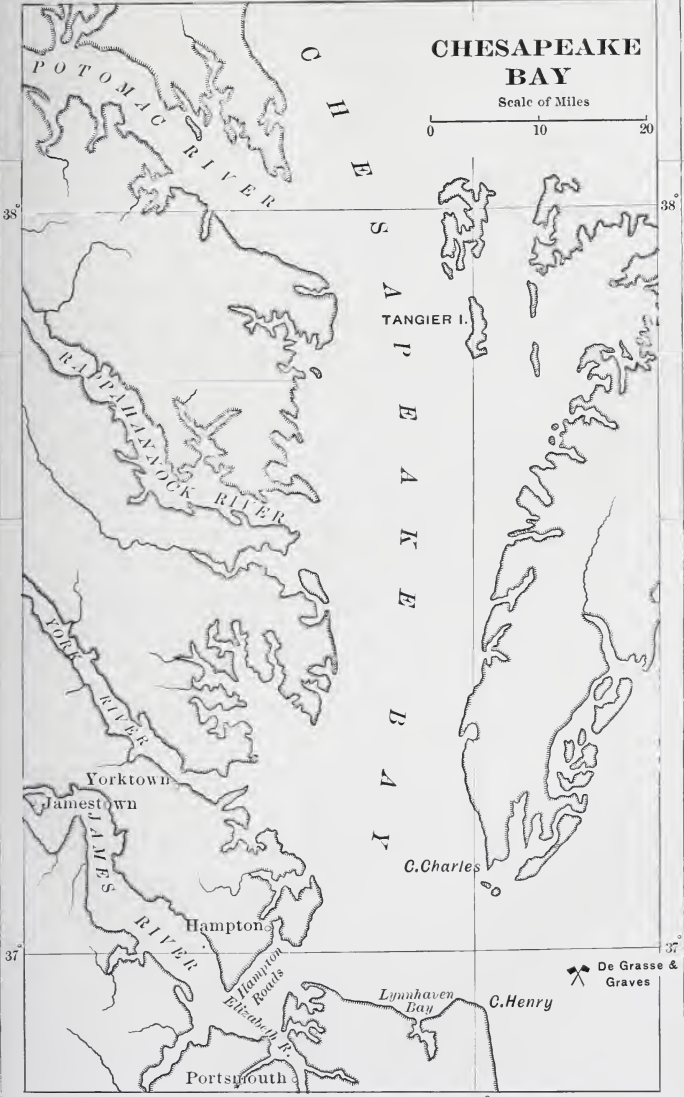 CHESAPEAKE
BAY
Scale of Miles
0 10 20
POTOMAC RIVER
CHESAPEAKE BAY
38° 38°
TANGIER I.
RAPPAHANNOCK RIVER
YORK RIVER
Yorktown
Jamestown
JAMES RIVER
C.Charles
Hampton
37° 37°
Hampton
Roads
De Grasse &
Graves
Lynnhaven
Bay
C.Henry
Elizabeth R.
Portsmouth